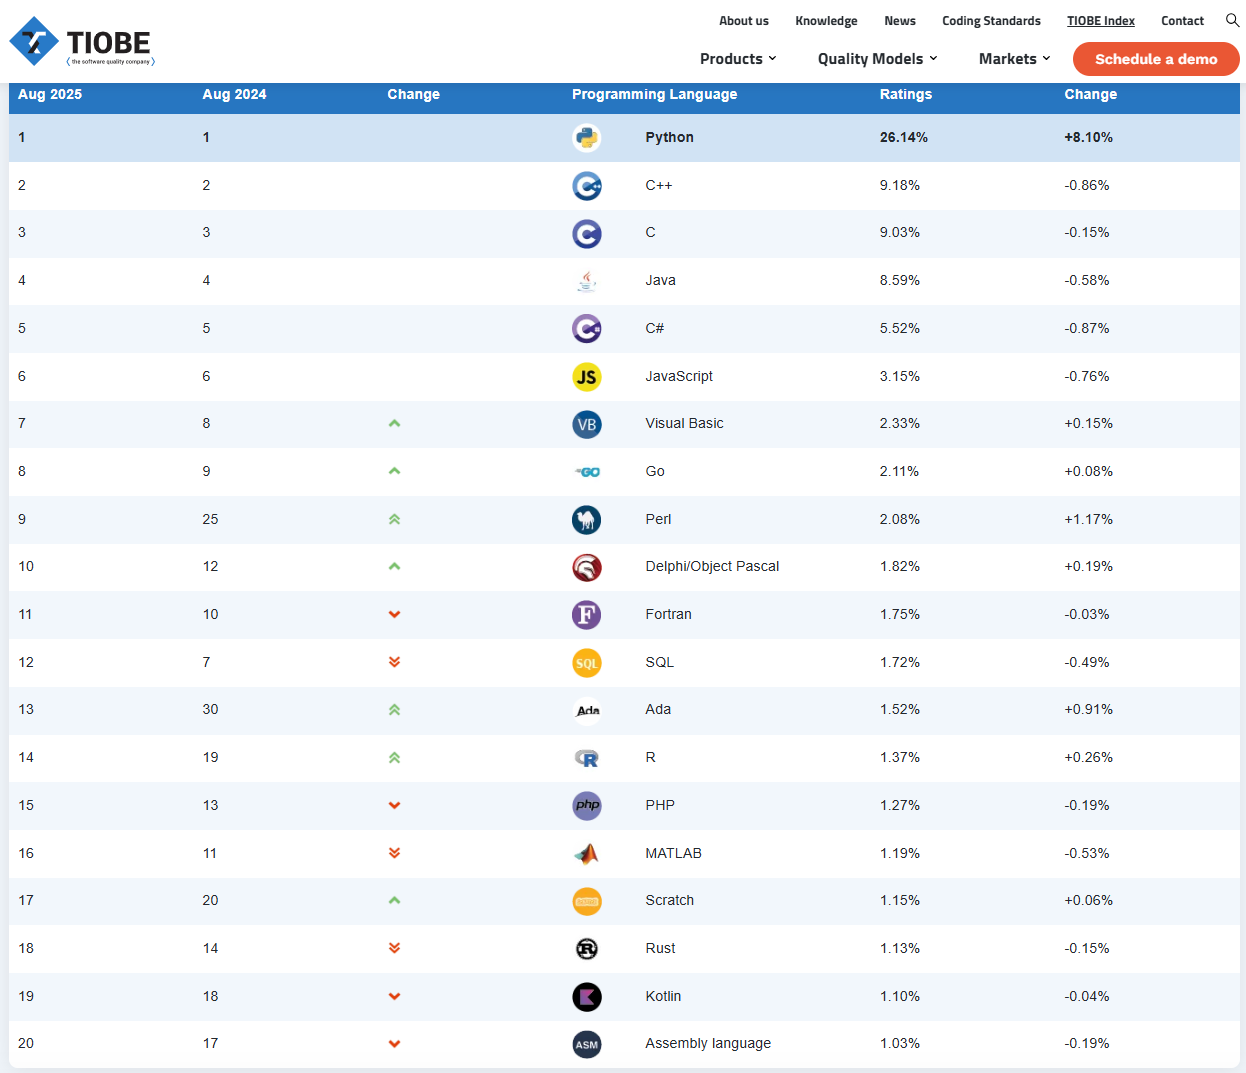 About us Knowledge News Coding Standards TIOBE Index Contact
TIOBE
(the software quality company)
Products Quality Models Markets Schedule a demo
Aug 2025 Aug 2024 Change Programming Language Ratings Change
1 1 Python 26.14% +8.10%
2 2 C++ 9.18% -0.86%
3 3 C 9.03% -0.15%
4 4 Java 8.59% -0.58%
5 5 C# 5.52% -0.87%
6 6 JS JavaScript 3.15% -0.76%
7 8 VB Visual Basic 2.33% +0.15%
8 9 GO Go 2.11% +0.08%
9 25 Perl 2.08% +1.17%
10 12 Delphi/Object Pascal 1.82% +0.19%
11 10 F Fortran 1.75% -0.03%
12 7 SQL SQL 1.72% -0.49%
13 30 Ada Ada 1.52% +0.91%
14 19 R R 1.37% +0.26%
15 13 php PHP 1.27% -0.19%
16 11 MATLAB 1.19% -0.53%
17 20 Scratch 1.15% +0.06%
18 14 R Rust 1.13% -0.15%
19 18 Kotlin 1.10% -0.04%
20 17 ASM Assembly language 1.03% -0.19%